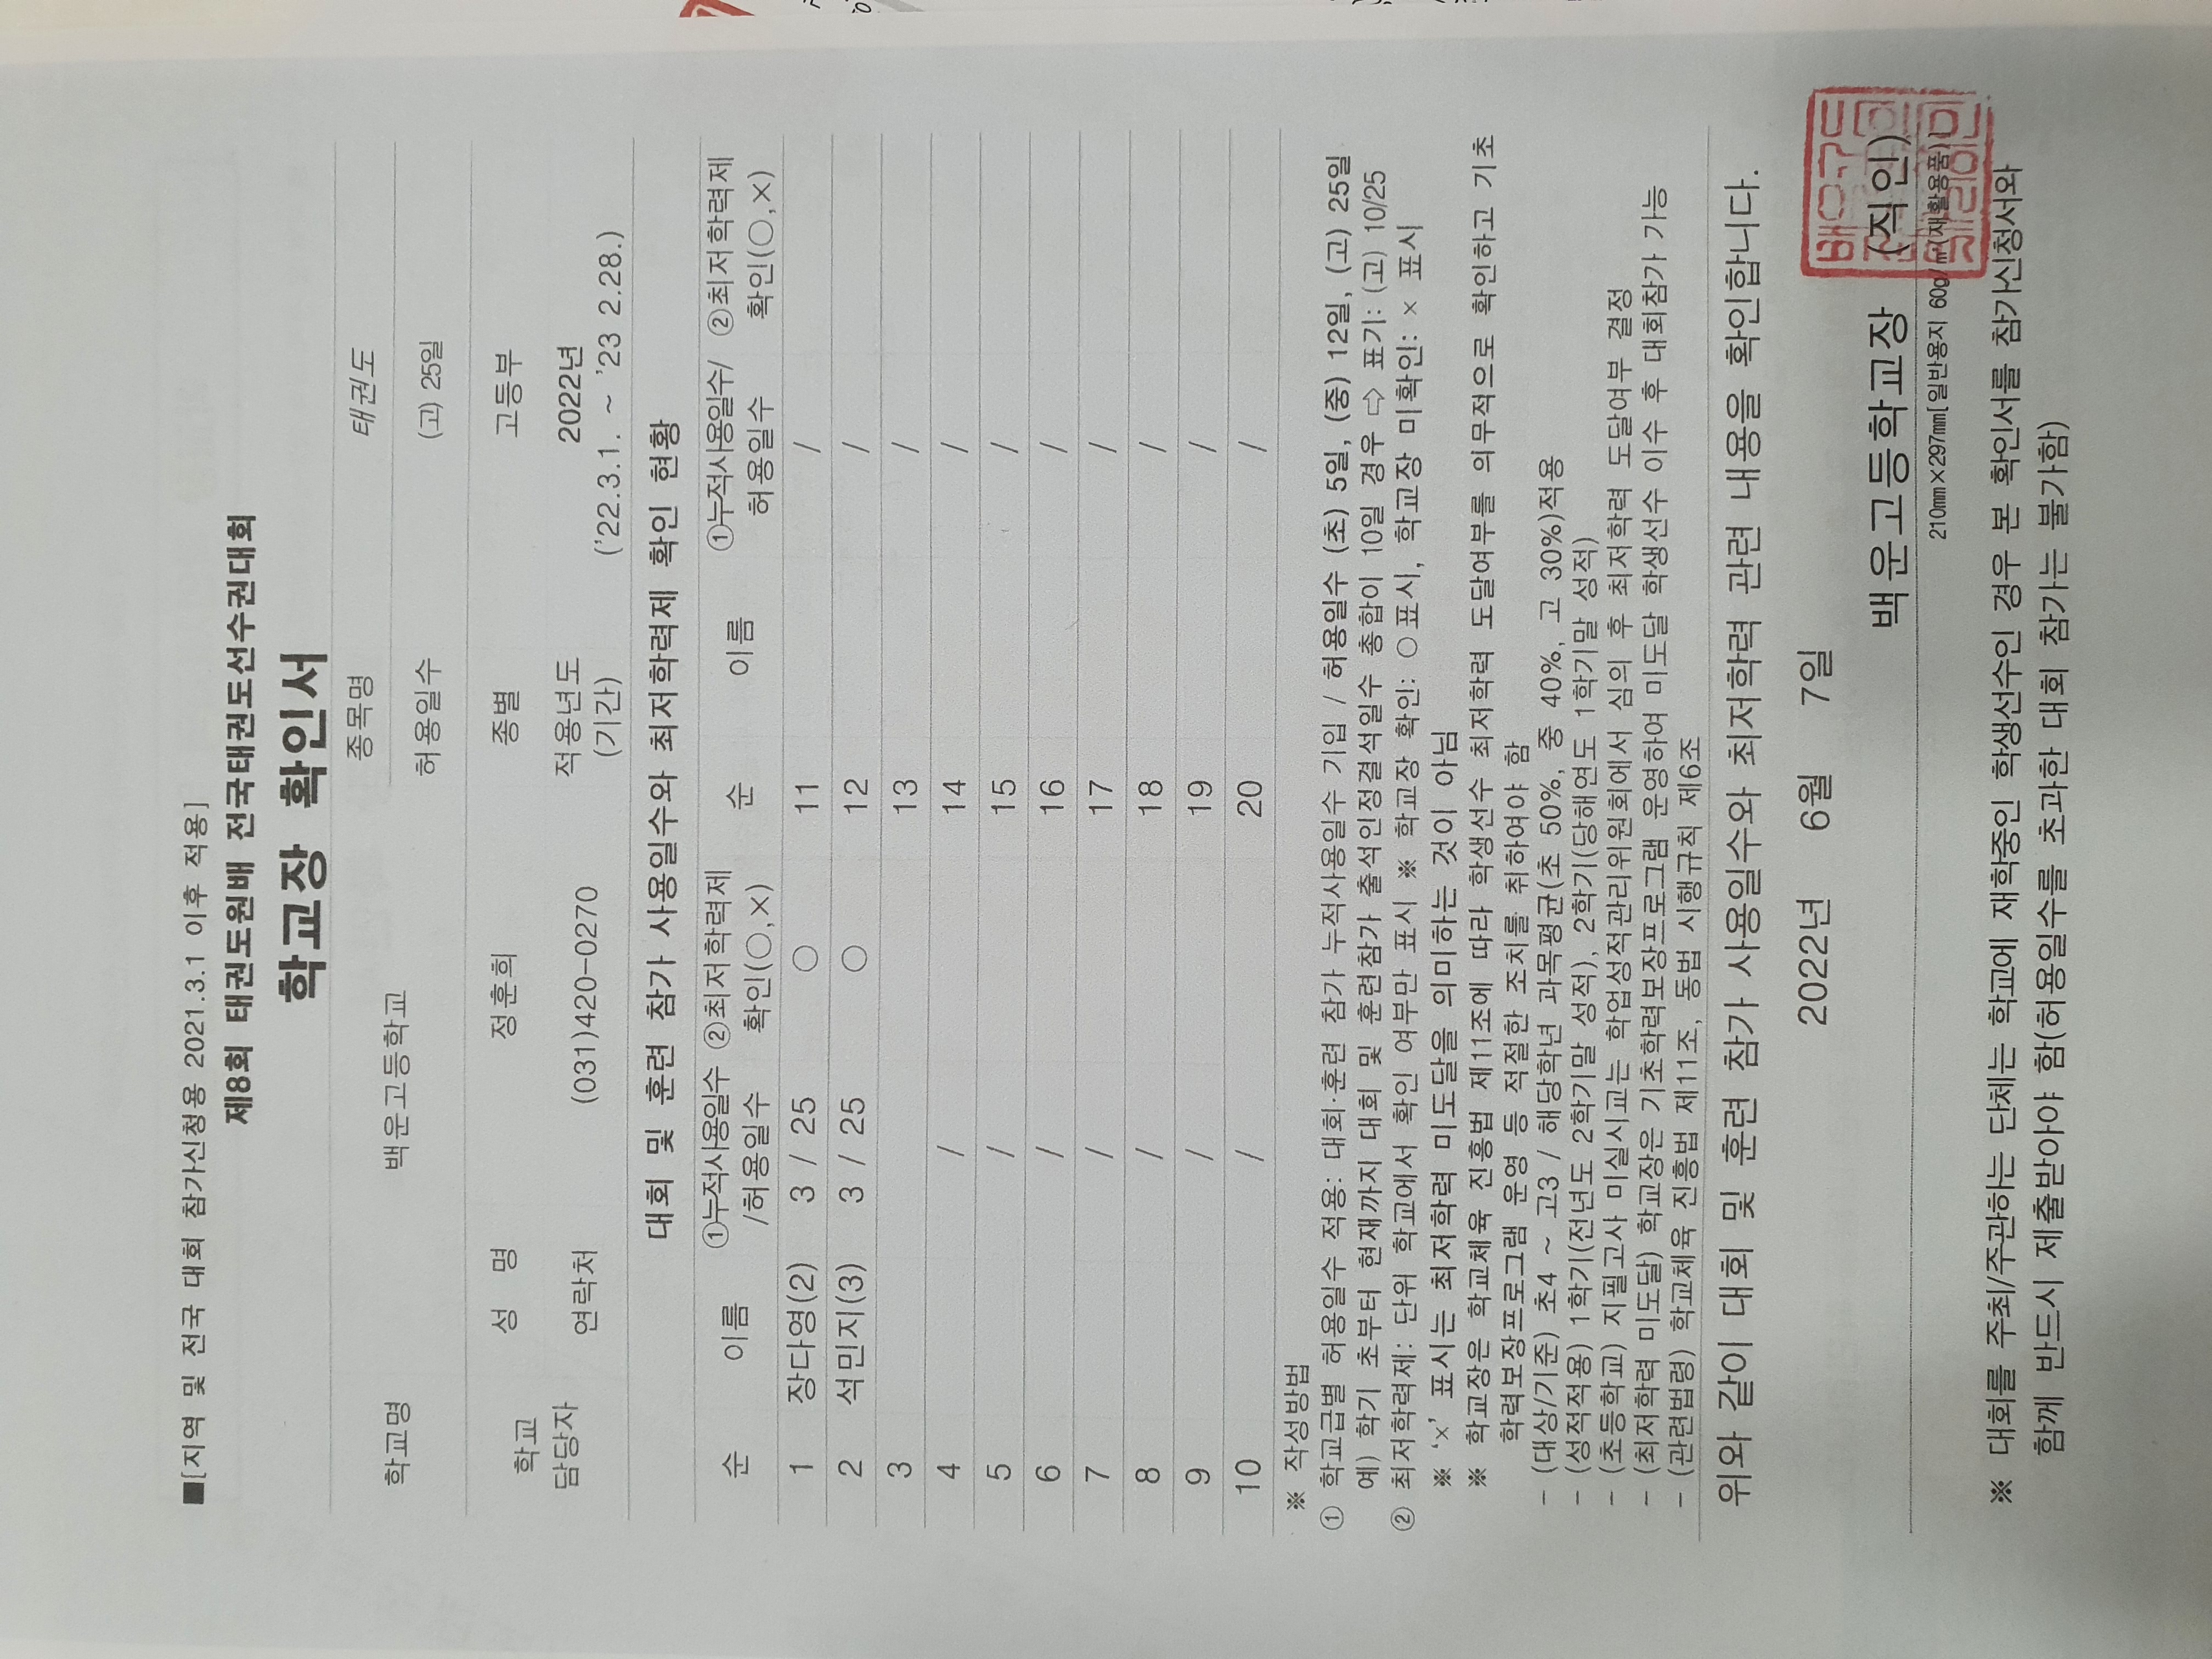 ■[지역 및 전국 대회 참가신청용 2021.3.1 이후 적용]
제8회 태권도원배 전국태권도선수권대회
학교장 확인서
학교명 백운고등학교 종목명 태권도
허용일수 (고) 25일
학교 담당자 성 명 정훈희 종별 고등부
연락처 (031)420-0270 적용년도 (기간) 2022년 ('22.3.1. ~ '23 2.28.)
대회 및 훈련 참가 사용일수와 최저학력제 확인 현황
순 이름 ①누적사용일수 /허용일수 ②최저학력제 확인(○,×) 순 이름 ①누적사용일수/ 허용일수 ②최저학력제 확인(○,×)
1 장다영(2) 3 / 25 ○ 11 /
2 석민지(3) 3 / 25 ○ 12 /
3 13 /
4 / 14 /
5 / 15 /
6 / 16 /
7 / 17 /
8 / 18 /
9 / 19 /
10 / 20 /
※ 작성방법
① 학교급별 허용일수 적용: 대회·훈련 참가 누적사용일수 기입 / 허용일수 (초) 5일, (중) 12일, (고) 25일
예) 학기 초부터 현재까지 대회 및 훈련참가 출석인정결석일수 총합이 10일 경우 ⇨ 표기: (고) 10/25
② 최저학력제: 단위 학교에서 확인 여부만 표시 ※ 학교장 확인: ○ 표시, 학교장 미확인: × 표시
※ '×' 표시는 최저학력 미도달을 의미하는 것이 아님
※ 학교장은 학교체육 진흥법 제11조에 따라 학생선수 최저학력 도달여부를 의무적으로 확인하고 기초
학력보장프로그램 운영 등 적절한 조치를 취하여야 함
- (대상/기준) 초4 ~ 고3 / 해당학년 과목평균(초 50%, 중 40%, 고 30%)적용
- (성적적용) 1학기(전년도 2학기말 성적), 2학기(당해연도 1학기말 성적)
- (초등학교) 지필고사 미실시교는 학업성적관리위원회에서 심의 후 최저학력 도달여부 결정
- (최저학력 미도달) 학교장은 기초학력보장프로그램 운영하여 미도달 학생선수 이수 후 대회참가 가능
- (관련법령) 학교체육 진흥법 제11조, 동법 시행규칙 제6조
위와 같이 대회 및 훈련 참가 사용일수와 최저학력 관련 내용을 확인합니다.
2022년 6월 7일
백운고등학교장 (직인)
210㎜×297㎜[일반용지 60g/㎡(재활용품)]
※ 대회를 주최/주관하는 단체는 학교에 재학중인 학생선수인 경우 본 확인서를 참가신청서와
함께 반드시 제출받아야 함(허용일수를 초과한 대회 참가는 불가함)